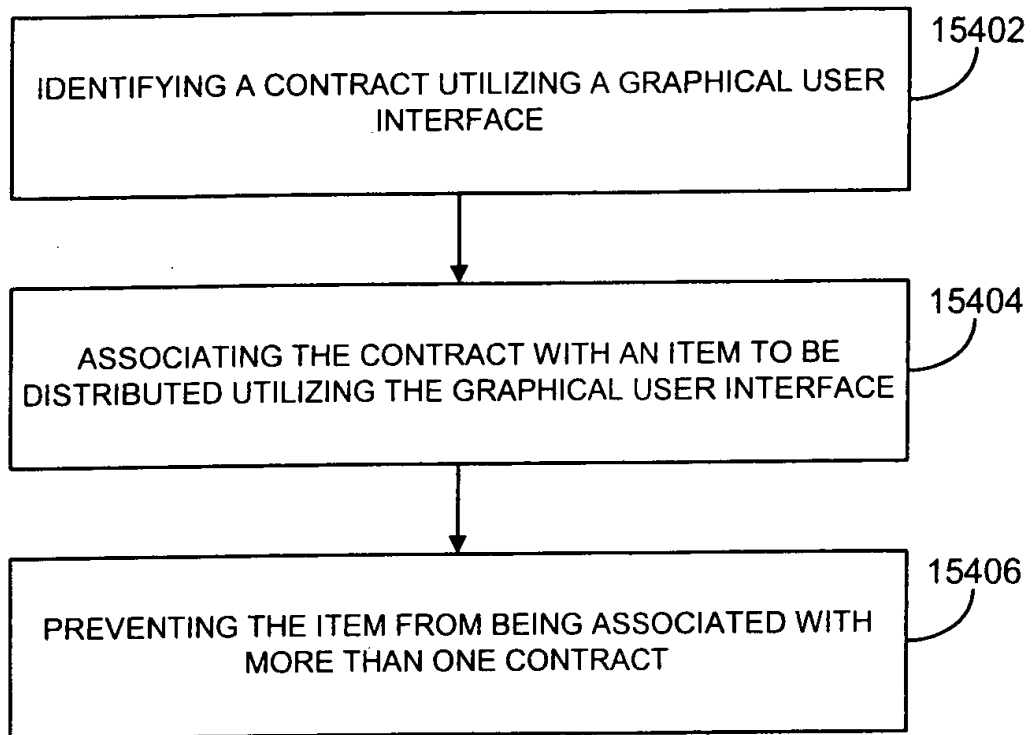 15402
IDENTIFYING A CONTRACT UTILIZING A GRAPHICAL USER
INTERFACE
15404
ASSOCIATING THE CONTRACT WITH AN ITEM TO BE
DISTRIBUTED UTILIZING THE GRAPHICAL USER INTERFACE
15406
PREVENTING THE ITEM FROM BEING ASSOCIATED WITH
MORE THAN ONE CONTRACT